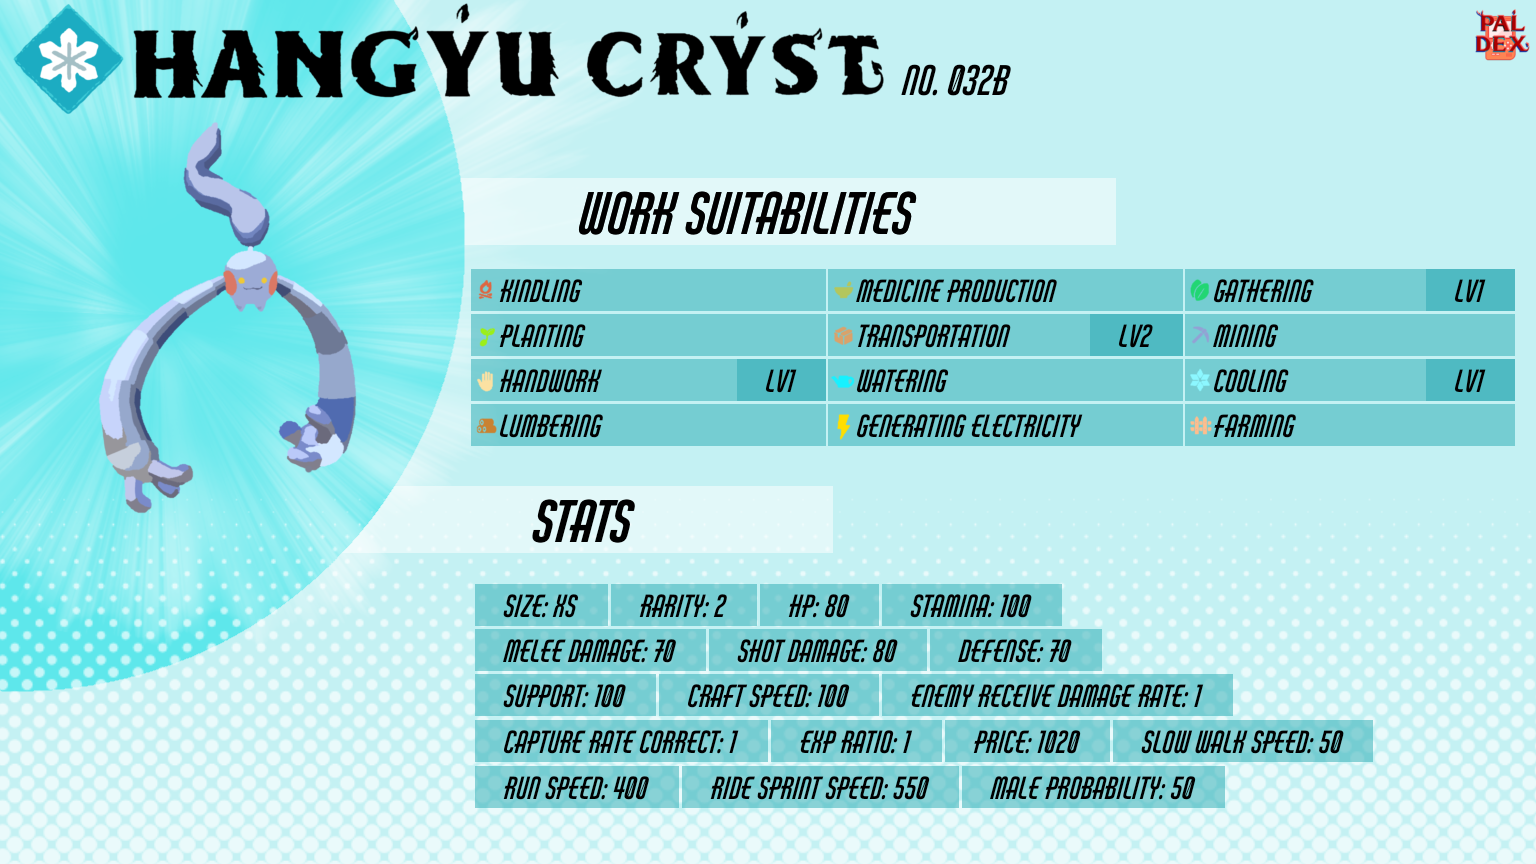 HANGYU CRYST NO. 032B
PAL
DEX
WORK SUITABILITIES
KINDLING MEDICINE PRODUCTION GATHERING LV1
PLANTING TRANSPORTATION LV2 MINING
HANDWORK LV1 WATERING COOLING LV1
LUMBERING GENERATING ELECTRICITY FARMING
STATS
SIZE: XS RARITY: 2 HP: 80 STAMINA: 100
MELEE DAMAGE: 70 SHOT DAMAGE: 80 DEFENSE: 70
SUPPORT: 100 CRAFT SPEED: 100 ENEMY RECEIVE DAMAGE RATE: 1
CAPTURE RATE CORRECT: 1 EXP RATIO: 1 PRICE: 1020 SLOW WALK SPEED: 50
RUN SPEED: 400 RIDE SPRINT SPEED: 550 MALE PROBABILITY: 50